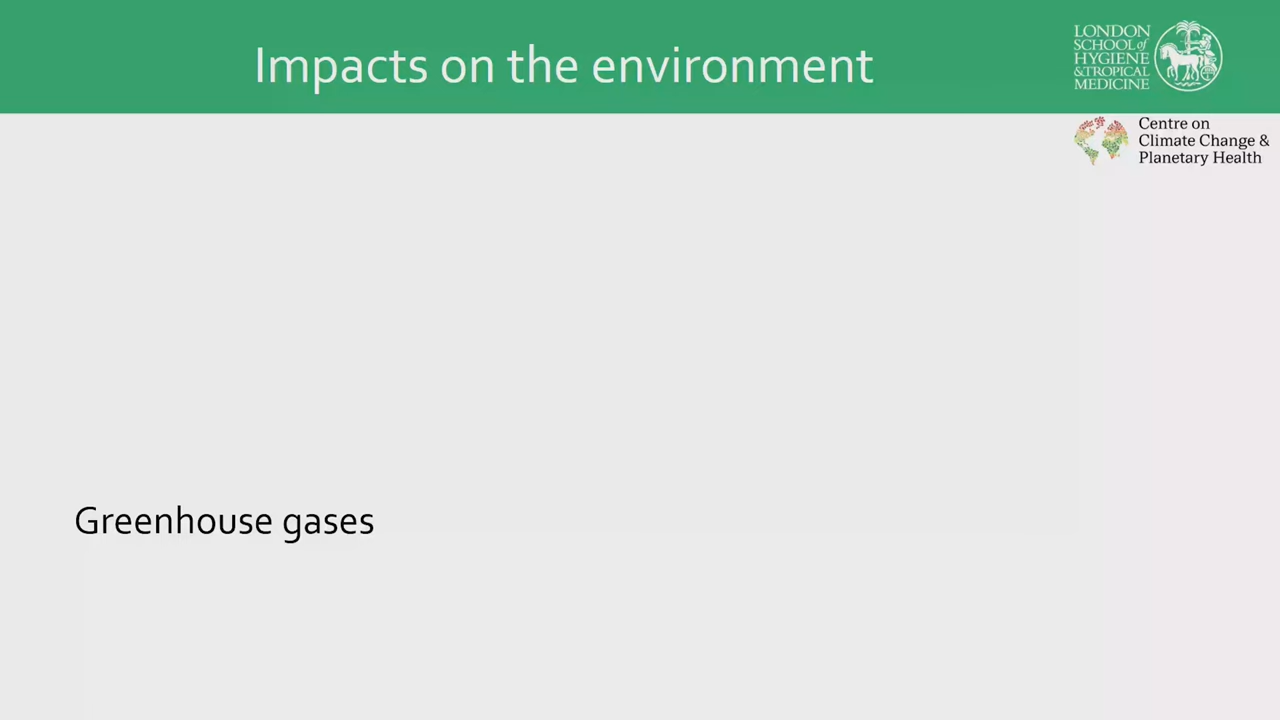 Impacts on the environment
LONDON
SCHOOL of
HYGIENE
& TROPICAL
MEDICINE
Centre on
Climate Change &
Planetary Health
Greenhouse gases